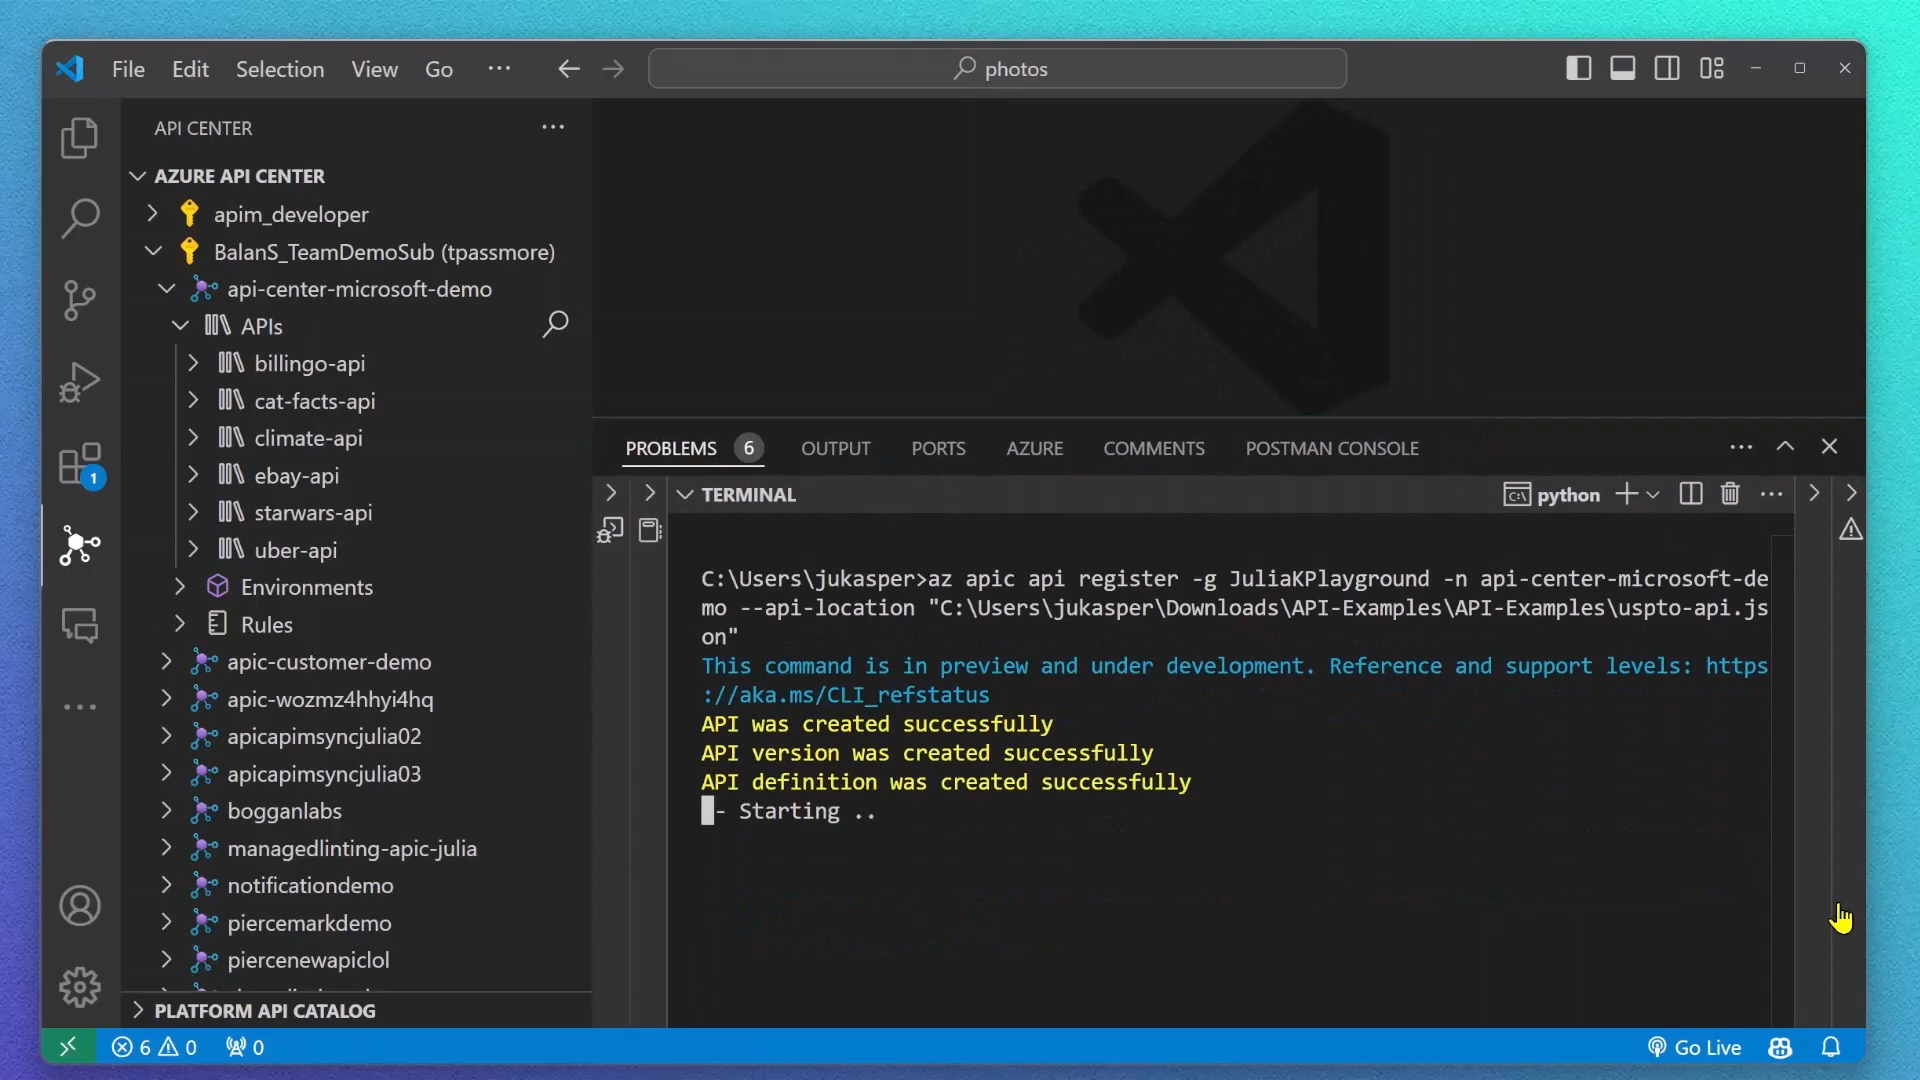 File Edit Selection View Go ··· photos
API CENTER ···
AZURE API CENTER
apim_developer
BalanS_TeamDemoSub (tpassmore)
api-center-microsoft-demo
APIs
billingo-api
cat-facts-api
climate-api
ebay-api
starwars-api
uber-api
Environments
Rules
apic-customer-demo
apic-wozmz4hhyi4hq
apicapimsyncjulia02
apicapimsyncjulia03
bogganlabs
managedlinting-apic-julia
notificationdemo
piercemarkdemo
piercenewapiclol
PLATFORM API CATALOG
1
PROBLEMS 6 OUTPUT PORTS AZURE COMMENTS POSTMAN CONSOLE
TERMINAL python
C:\Users\jukasper>az apic api register -g JuliaKPlayground -n api-center-microsoft-de
mo --api-location "C:\Users\jukasper\Downloads\API-Examples\API-Examples\uspto-api.js
on"
This command is in preview and under development. Reference and support levels: https
://aka.ms/CLI_refstatus
API was created successfully
API version was created successfully
API definition was created successfully
- Starting ..
6 0 0 Go Live